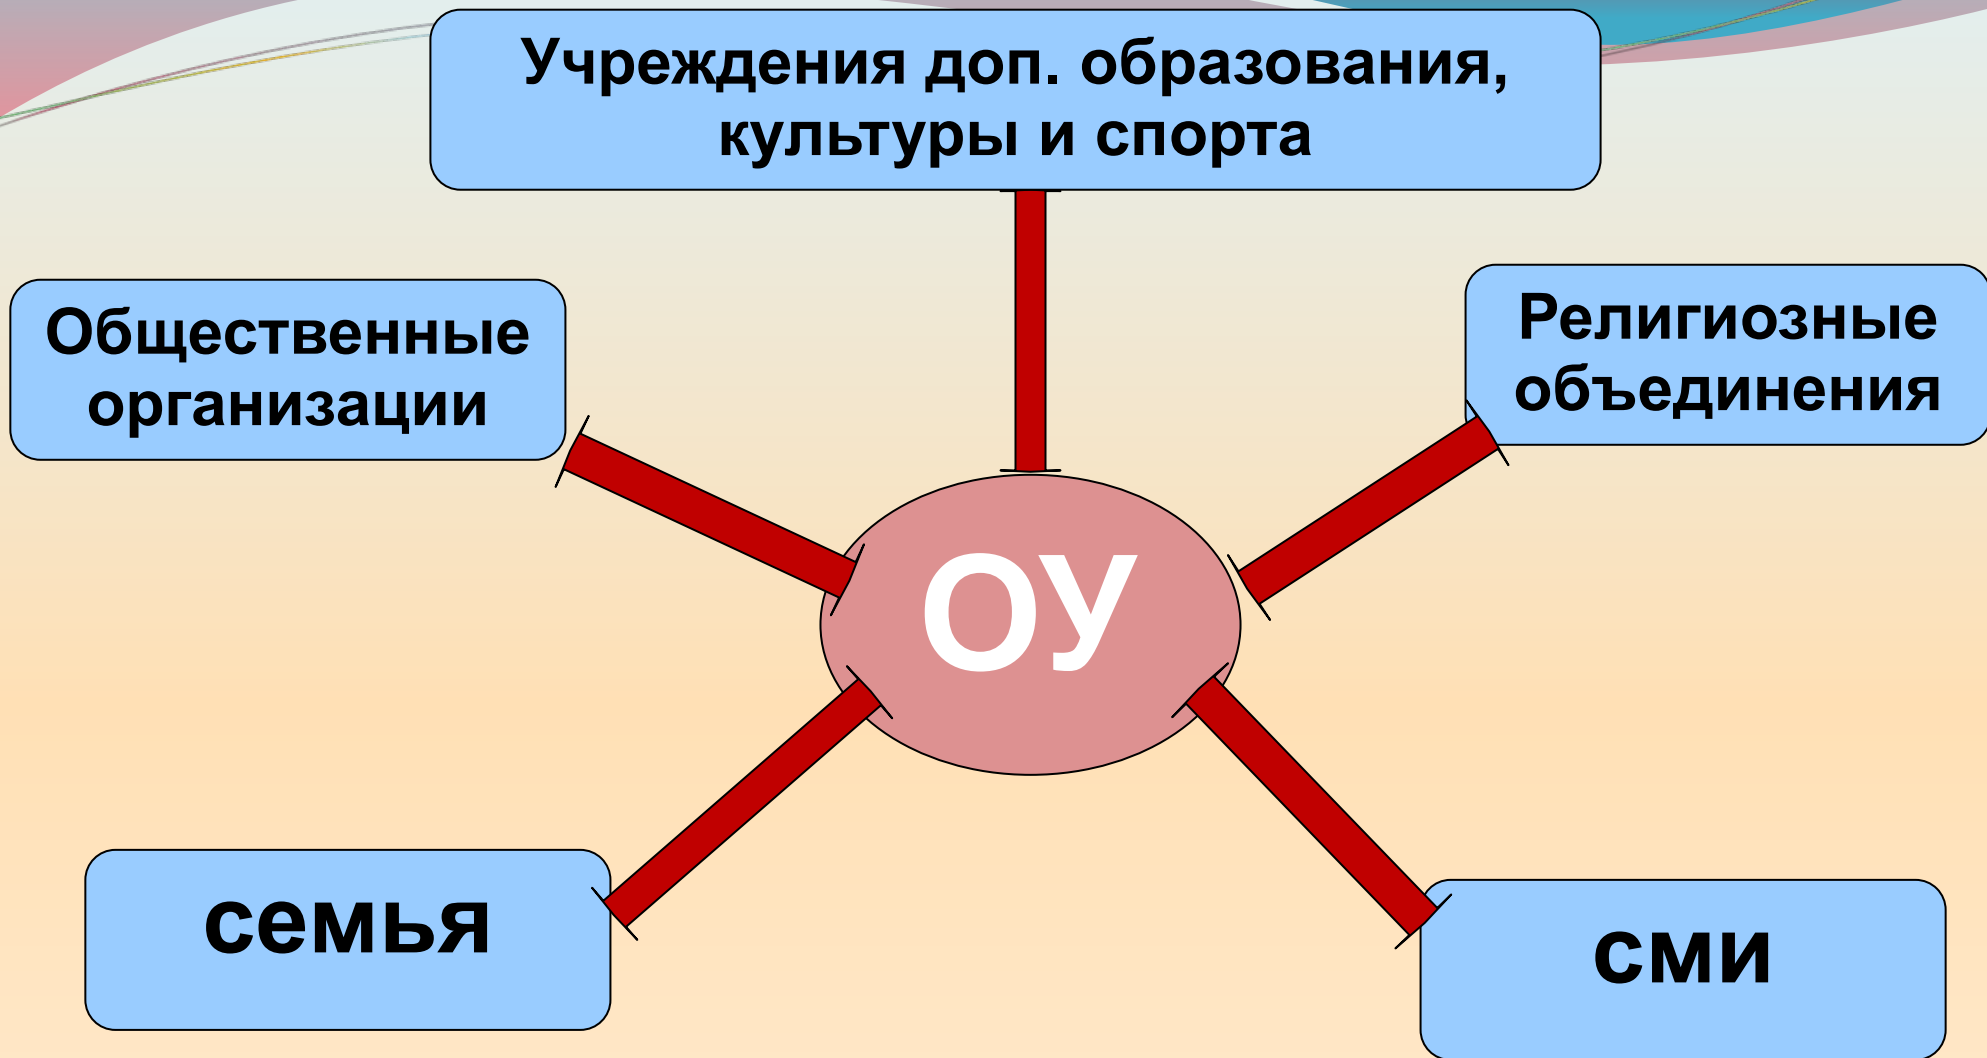 Учреждения доп. образования,
культуры и спорта
Общественные
организации
Религиозные
объединения
ОУ
семья
сми